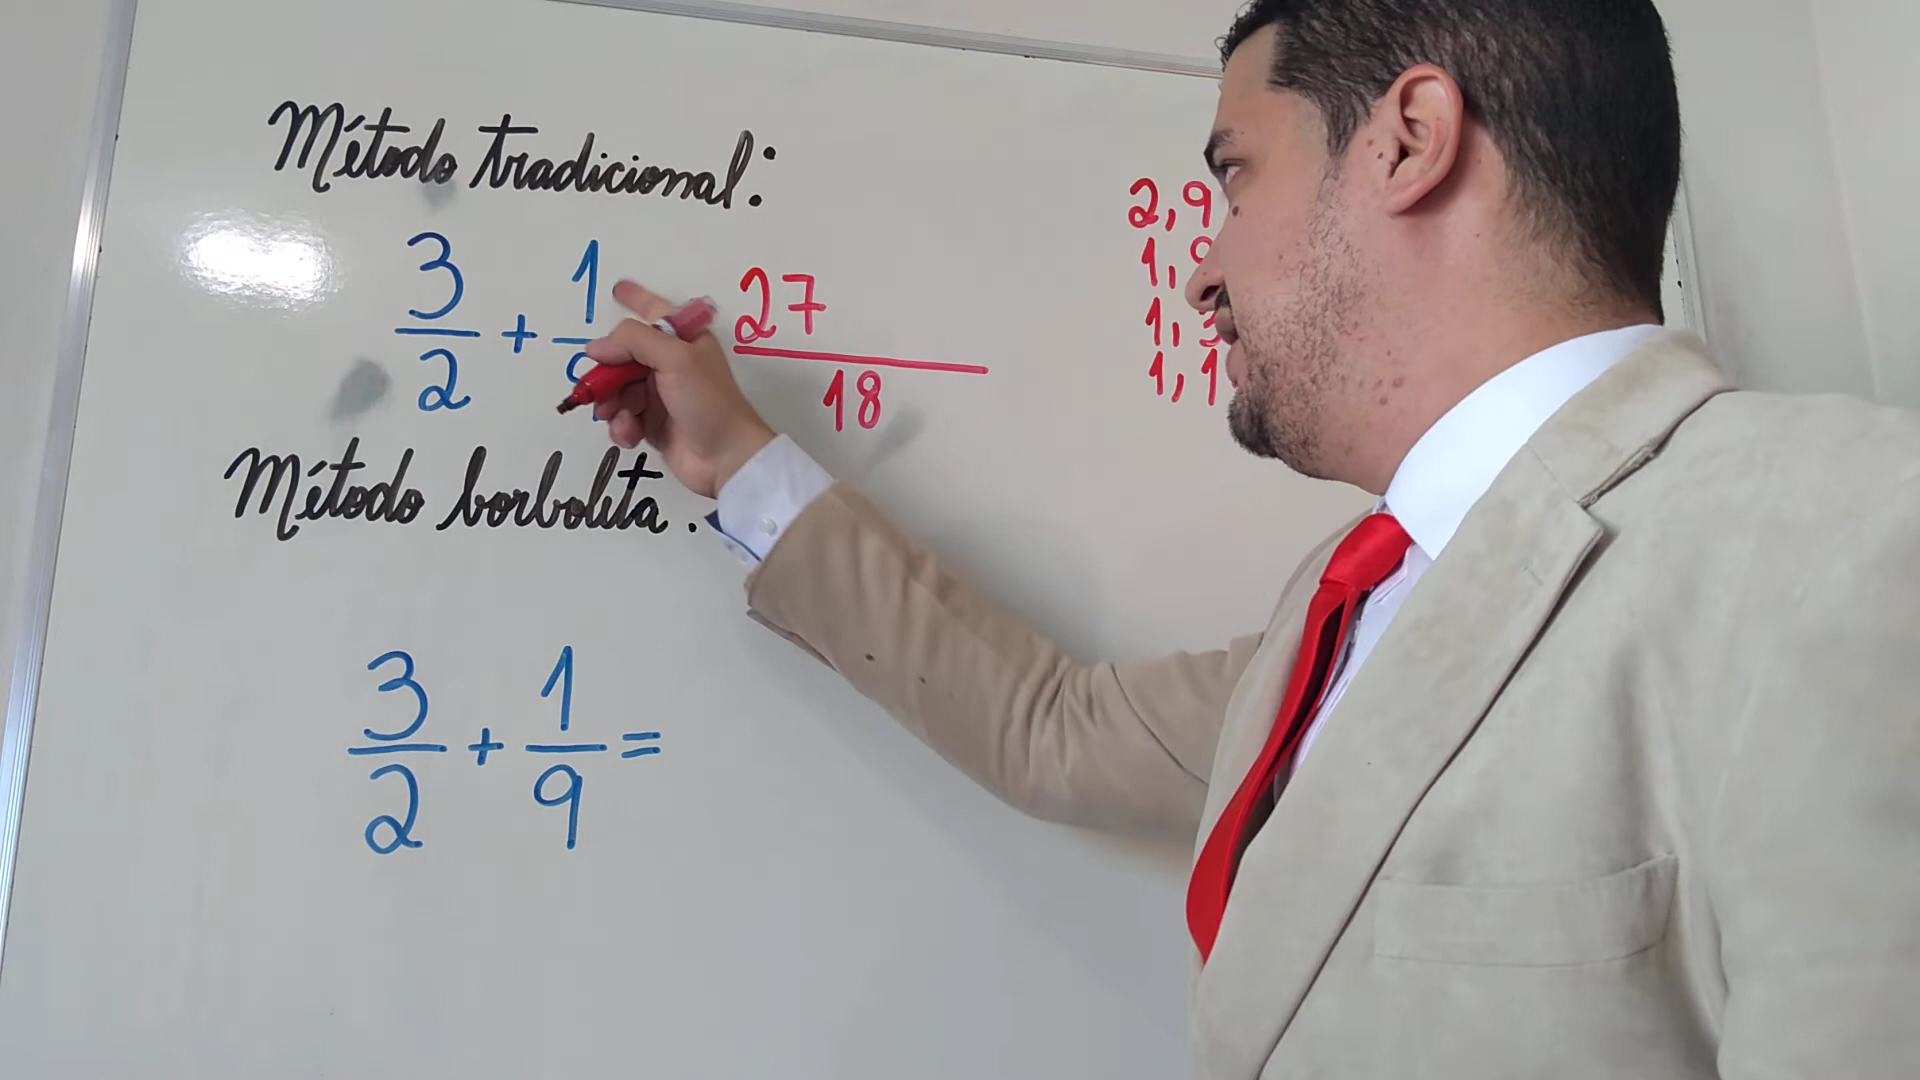 Método tradicional:
3/2 + 1/9 27/18
2, 9
1, 9
1, 3
1, 1
Método borboleta.
3/2 + 1/9 =